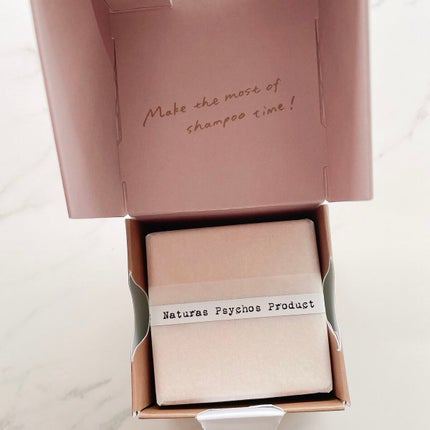 Make the most of
shampoo time!
Naturas Psychos Product